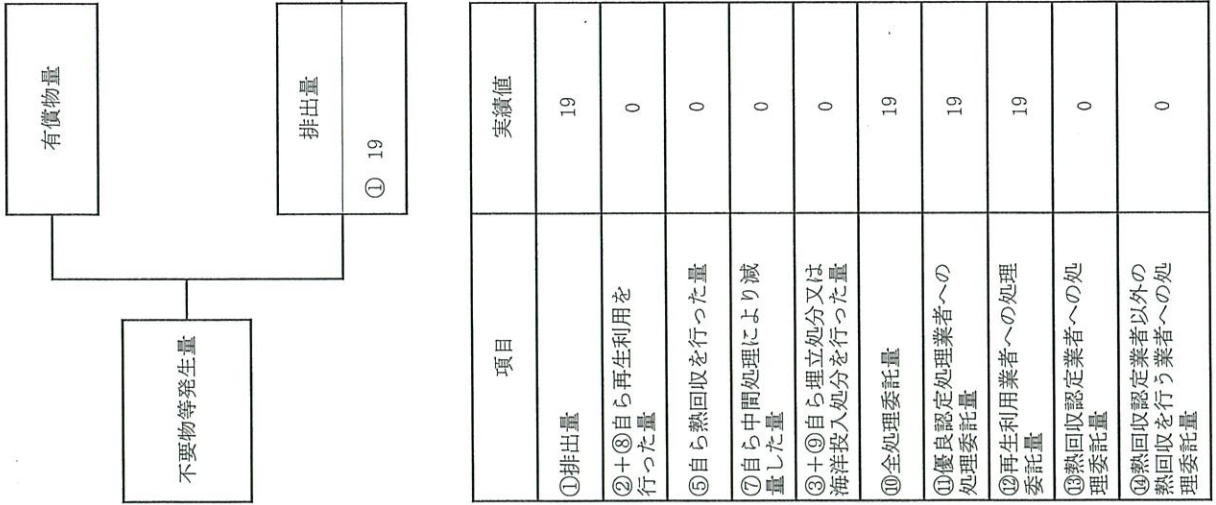 不要物等発生量
有償物量
排出量
① 19
項目
実績値
①排出量
19
②+⑧自ら再生利用を
行った量
0
⑤自ら熱回収を行った量
0
⑦自ら中間処理により減
量した量
0
③+⑨自ら埋立処分又は
海洋投入処分を行った量
0
⑩全処理委託量
19
⑪優良認定処理業者への
処理委託量
19
⑫再生利用業者への処理
委託量
19
⑬熱回収認定業者への処
理委託量
0
⑭熱回収認定業者以外の
熱回収を行う業者への処
理委託量
0